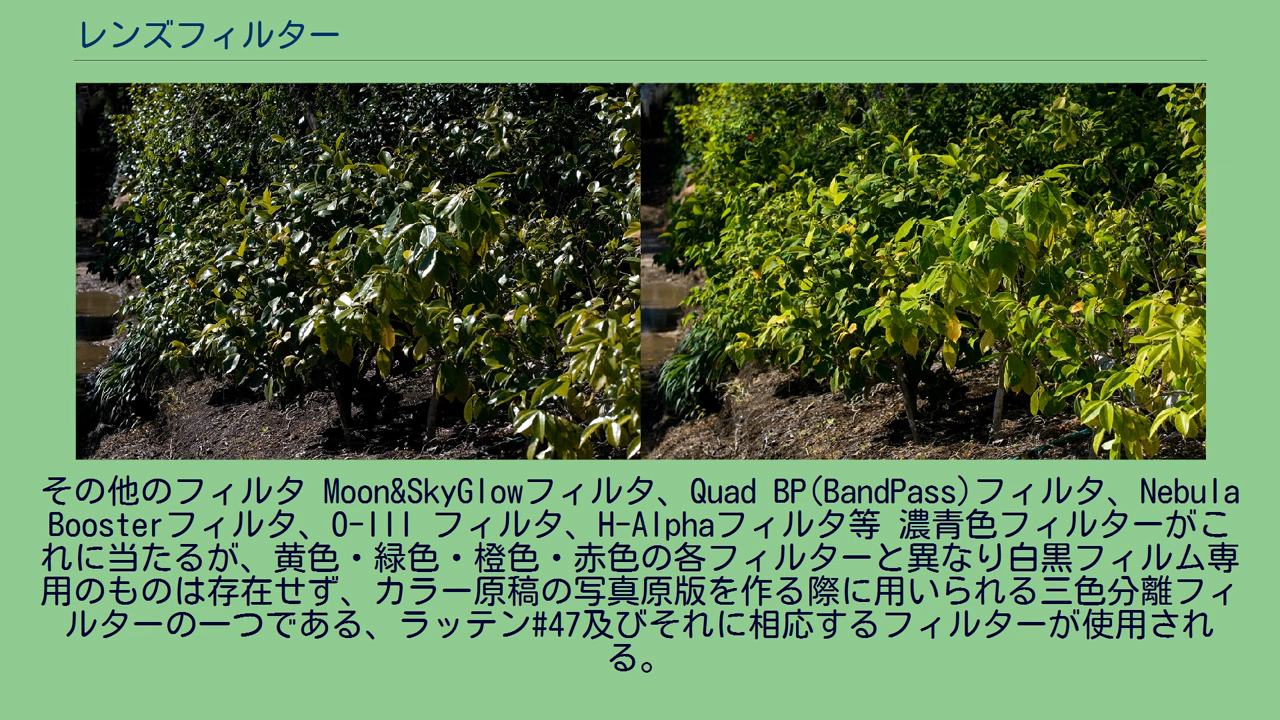 レンズフィルター
その他のフィルタ Moon&SkyGlowフィルタ、Quad BP(BandPass)フィルタ、Nebula
Boosterフィルタ、O-III フィルタ、H-Alphaフィルタ等 濃青色フィルターがこ
れに当たるが、黄色・緑色・橙色・赤色の各フィルターと異なり白黒フィルム専
用のものは存在せず、カラー原稿の写真原版を作る際に用いられる三色分離フィ
ルターの一つである、ラッテン#47及びそれに相応するフィルターが使用され
る。